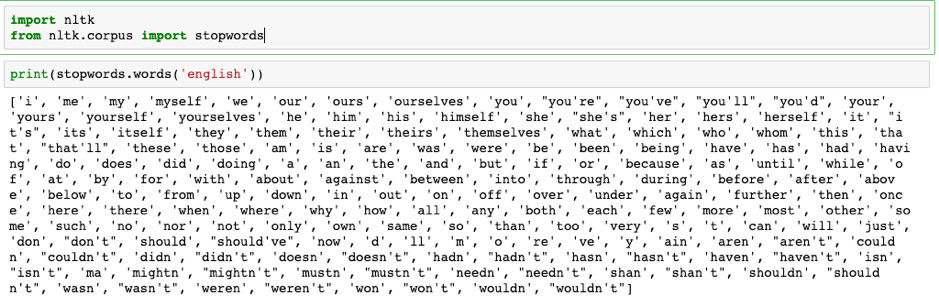 import nltk
from nltk.corpus import stopwords
print(stopwords.words('english'))
['i', 'me', 'my', 'myself', 'we', 'our', 'ours', 'ourselves', 'you', "you're", "you've", "you'll", "you'd", 'your',
'yours', 'yourself', 'yourselves', 'he', 'him', 'his', 'himself', 'she', "she's", 'her', 'hers', 'herself', 'it', "i
t's", 'its', 'itself', 'they', 'them', 'their', 'theirs', 'themselves', 'what', 'which', 'who', 'whom', 'this', 'tha
t', "that'll", 'these', 'those', 'am', 'is', 'are', 'was', 'were', 'be', 'been', 'being', 'have', 'has', 'had', 'havi
ng', 'do', 'does', 'did', 'doing', 'a', 'an', 'the', 'and', 'but', 'if', 'or', 'because', 'as', 'until', 'while', 'o
f', 'at', 'by', 'for', 'with', 'about', 'against', 'between', 'into', 'through', 'during', 'before', 'after', 'abov
e', 'below', 'to', 'from', 'up', 'down', 'in', 'out', 'on', 'off', 'over', 'under', 'again', 'further', 'then', 'onc
e', 'here', 'there', 'when', 'where', 'why', 'how', 'all', 'any', 'both', 'each', 'few', 'more', 'most', 'other', 'so
me', 'such', 'no', 'nor', 'not', 'only', 'own', 'same', 'so', 'than', 'too', 'very', 's', 't', 'can', 'will', 'just',
'don', "don't", 'should', "should've", 'now', 'd', 'll', 'm', 'o', 're', 've', 'y', 'ain', 'aren', "aren't", 'could
n', "couldn't", 'didn', "didn't", 'doesn', "doesn't", 'hadn', "hadn't", 'hasn', "hasn't", 'haven', "haven't", 'isn',
"isn't", 'ma', 'mightn', "mightn't", 'mustn', "mustn't", 'needn', "needn't", 'shan', "shan't", 'shouldn', "should
n't", 'wasn', "wasn't", 'weren', "weren't", 'won', "won't", 'wouldn', "wouldn't"]